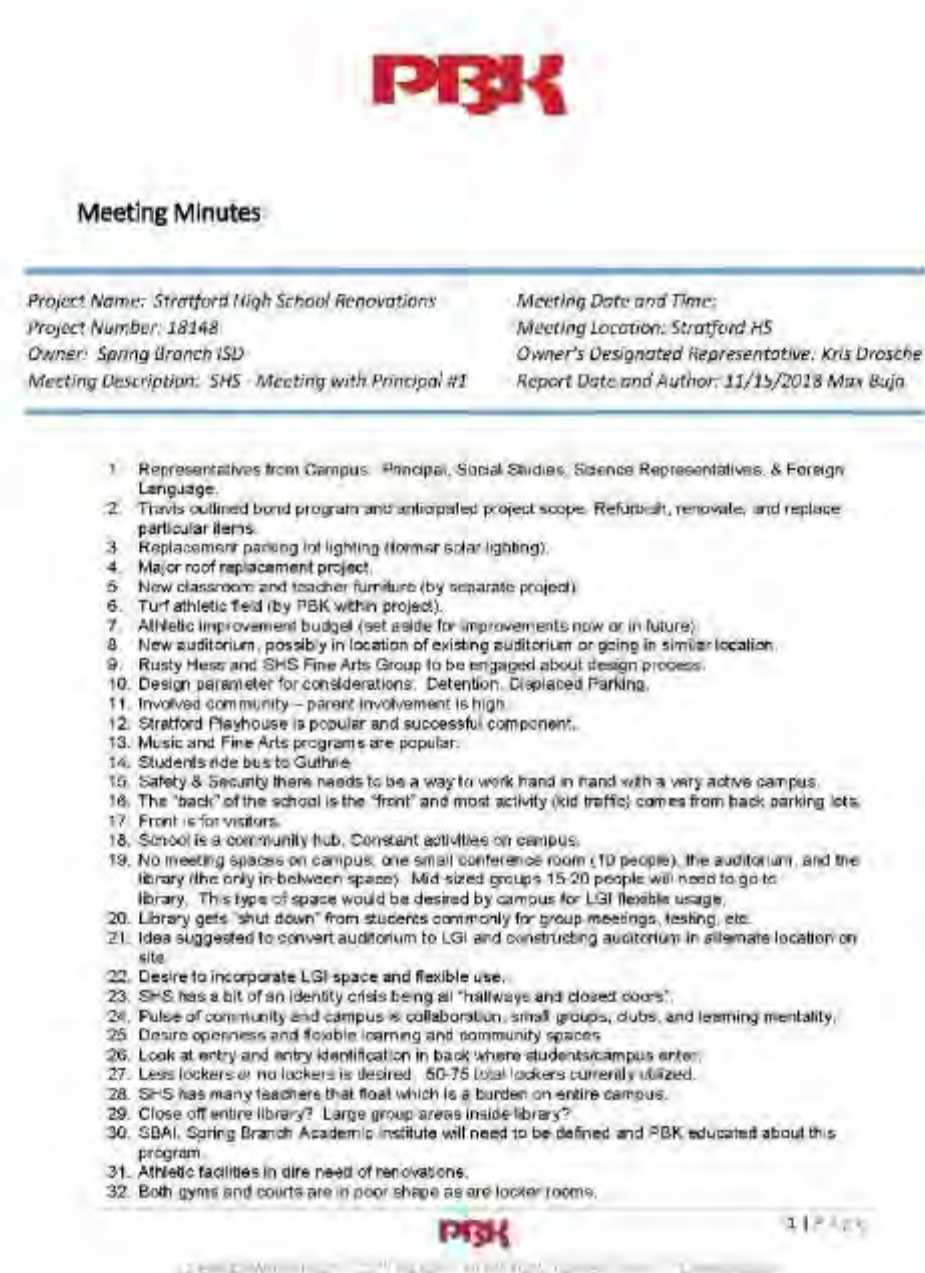 PBK
Meeting Minutes
Project Name: Stratford High School Renovations
Project Number: 18148
Owner: Spring Branch ISD
Meeting Description: SHS - Meeting with Principal #1
Meeting Date and Time:
Meeting Location: Stratford HS
Owner's Designated Representative: Kris Drosche
Report Date and Author: 11/15/2018 Max Buja
1. Representatives from Campus. Principal, Social Studies, Science Representatives, & Foreign
Language.
2. Travis outlined bond program and anticipated project scope. Refurbish, renovate, and replace
particular items.
3. Replacement parking lot lighting (former solar lighting).
4. Major roof replacement project.
5. New classroom and teacher furniture (by separate project)
6. Turf athletic field (by PBK within project).
7. Athletic improvement budget (set aside for improvements now or in future)
8. New auditorium, possibly in location of existing auditorium or going in similar location.
9. Rusty Hess and SHS Fine Arts Group to be engaged about design process.
10. Design parameter for considerations. Detention, Displaced Parking.
11. Involved community – parent involvement is high.
12. Stratford Playhouse is popular and successful component.
13. Music and Fine Arts programs are popular.
14. Students ride bus to Guthrie
15. Safety & Security there needs to be a way to work hand in hand with a very active campus.
16. The "back" of the school is the "front" and most activity (kid traffic) comes from back parking lots.
17. Front is for visitors.
18. School is a community hub. Constant activities on campus.
19. No meeting spaces on campus, one small conference room (10 people), the auditorium, and the
library (the only in-between space). Mid sized groups 15-20 people will need to go to
library. This type of space would be desired by campus for LGI flexible usage.
20. Library gets "shut down" from students commonly for group meetings, testing, etc.
21. Idea suggested to convert auditorium to LGI and constructing auditorium in alternate location on
site.
22. Desire to incorporate LGI space and flexible use.
23. SHS has a bit of an identity crisis being all "hallways and closed doors".
24. Pulse of community and campus is collaboration, small groups, clubs, and learning mentality.
25. Desire openness and flexible learning and community spaces
26. Look at entry and entry identification in back where students/campus enter.
27. Less lockers or no lockers is desired. 50-75 total lockers currently utilized.
28. SHS has many teachers that float which is a burden on entire campus.
29. Close off entire library? Large group areas inside library?
30. SBAI, Spring Branch Academic Institute will need to be defined and PBK educated about this
program.
31. Athletic facilities in dire need of renovations.
32. Both gyms and courts are in poor shape as are locker rooms.
PBK
1 | Page